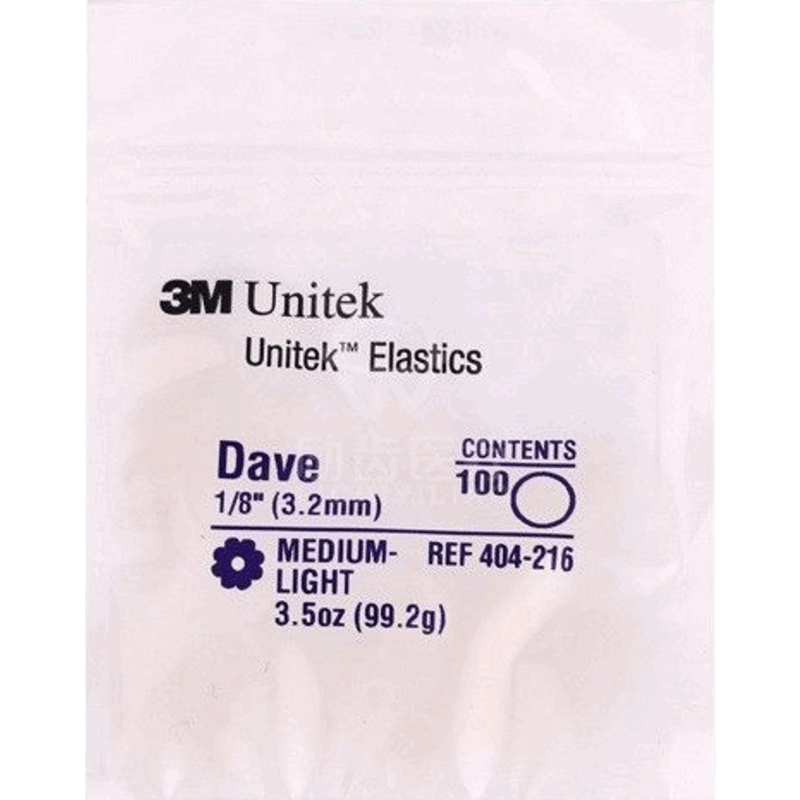 3M Unitek
Unitek™ Elastics
Dave
1/8" (3.2mm)
CONTENTS
100
MEDIUM-
LIGHT
3.5oz (99.2g)
REF 404-216